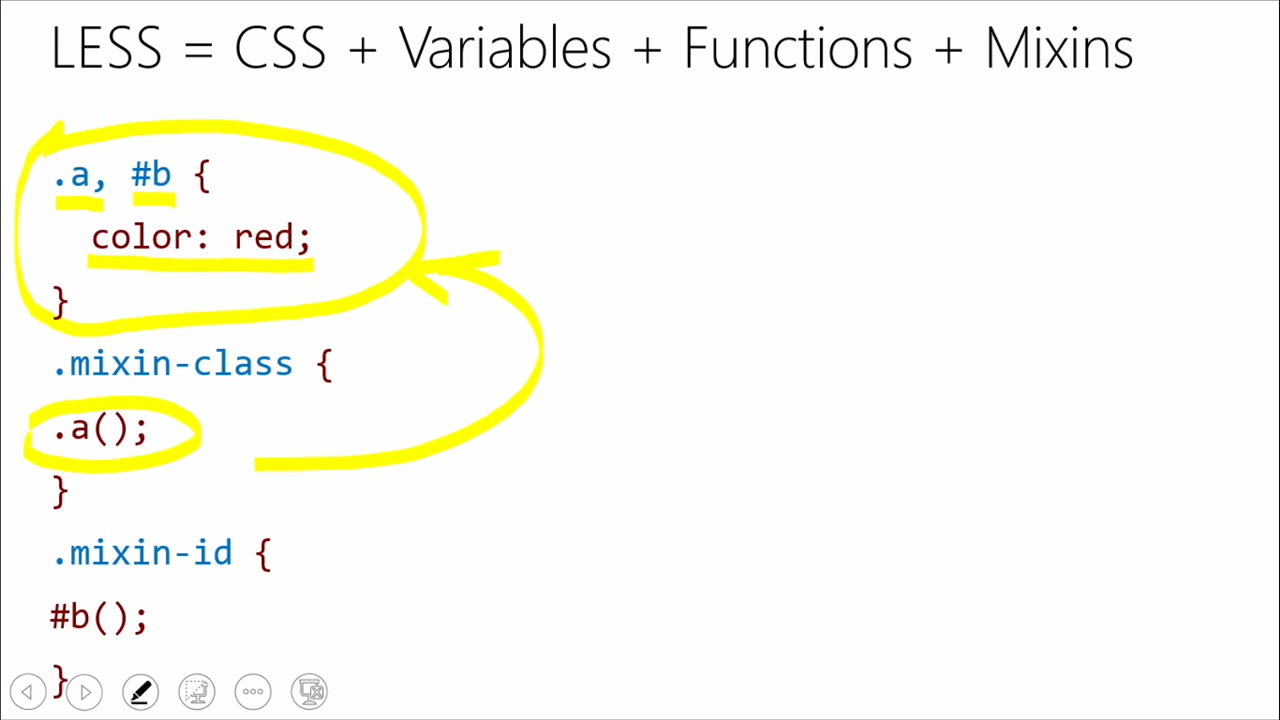 LESS = CSS + Variables + Functions + Mixins
.a, #b {
color: red;
}
.mixin-class {
.a();
}
.mixin-id {
#b();
}